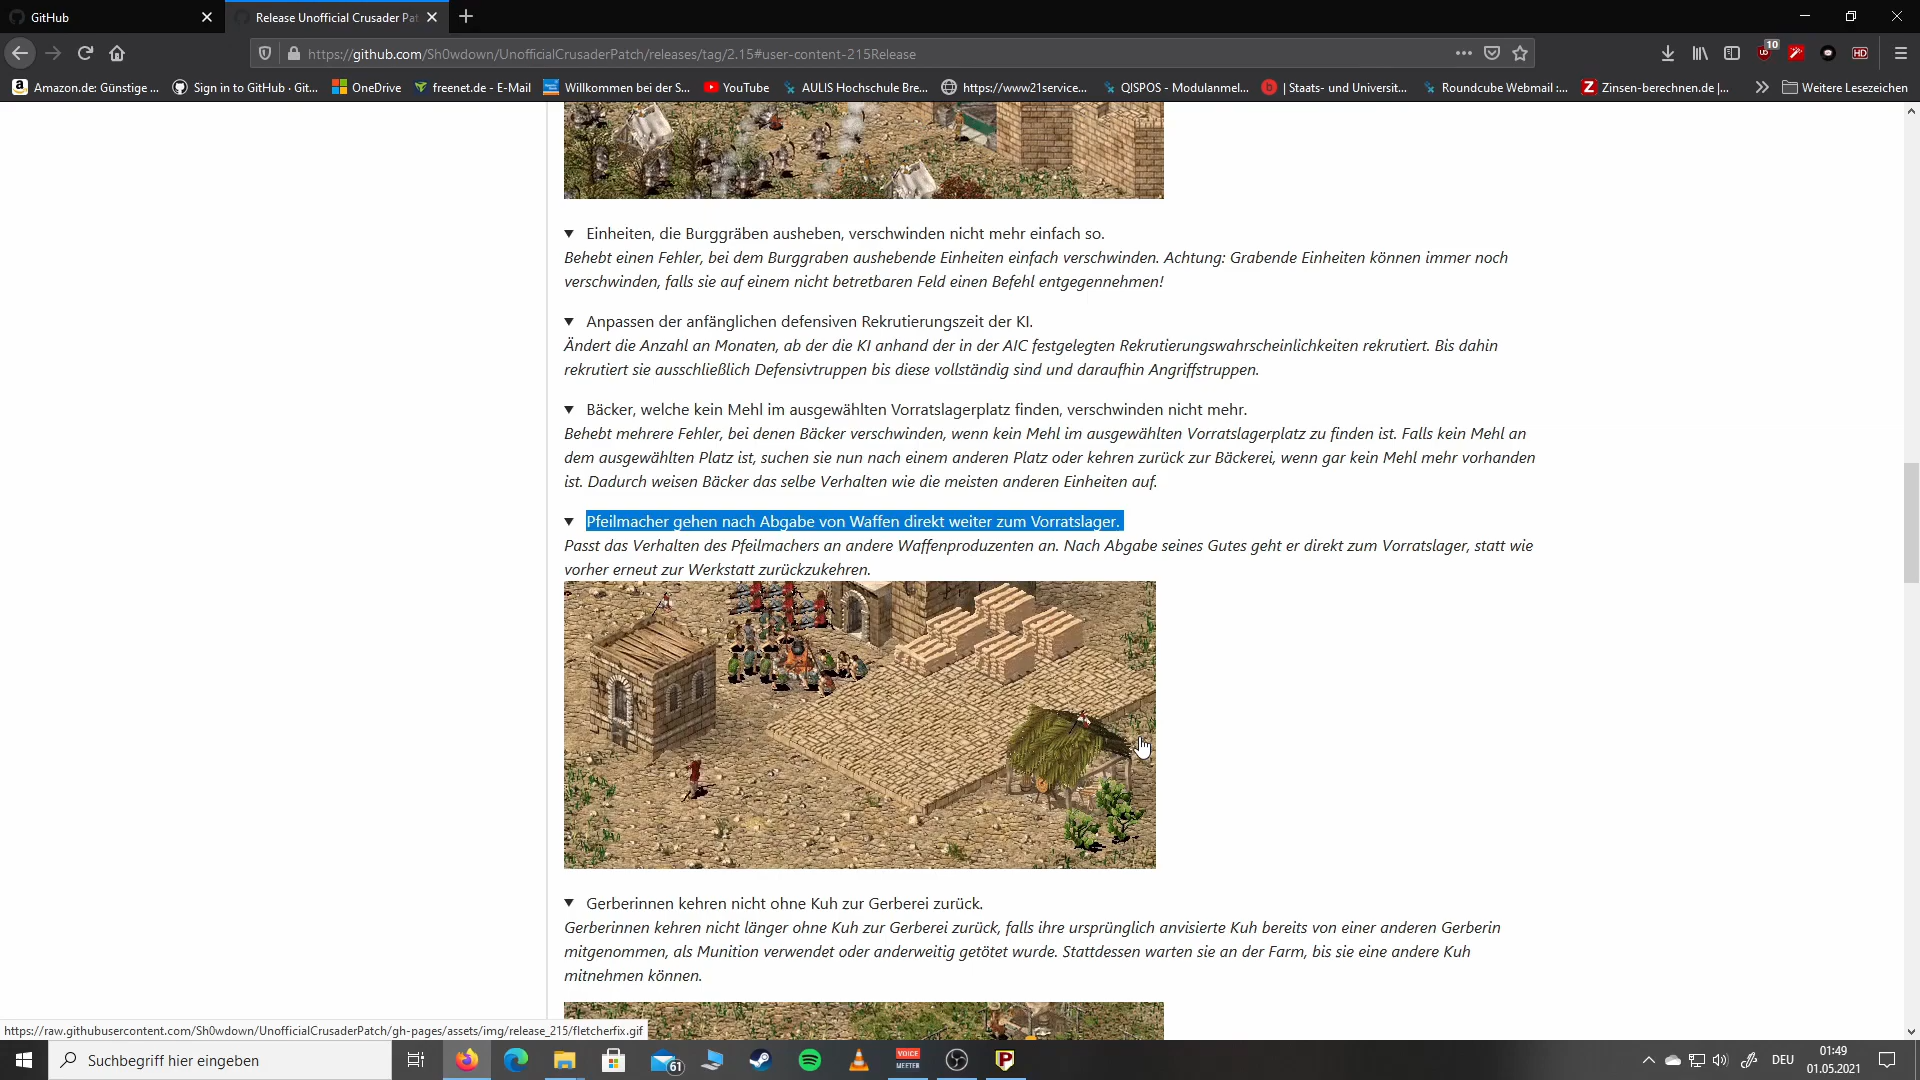 GitHub
Release Unofficial Crusader Pat
https://github.com/Sh0wdown/UnofficialCrusaderPatch/releases/tag/2.15#user-content-215Release
10
HD
Amazon.de: Günstige ...
Sign in to GitHub · Git...
OneDrive
freenet.de - E-Mail
Willkommen bei der S...
YouTube
AULIS Hochschule Bre...
https://www21service...
QISPOS - Modulanmel...
| Staats- und Universit...
Roundcube Webmail :...
Zinsen-berechnen.de |...
Weitere Lesezeichen
Einheiten, die Burggräben ausheben, verschwinden nicht mehr einfach so.
Behebt einen Fehler, bei dem Burggraben aushebende Einheiten einfach verschwinden. Achtung: Grabende Einheiten können immer noch
verschwinden, falls sie auf einem nicht betretbaren Feld einen Befehl entgegennehmen!
Anpassen der anfänglichen defensiven Rekrutierungszeit der KI.
Ändert die Anzahl an Monaten, ab der die KI anhand der in der AIC festgelegten Rekrutierungswahrscheinlichkeiten rekrutiert. Bis dahin
rekrutiert sie ausschließlich Defensivtruppen bis diese vollständig sind und daraufhin Angriffstruppen.
Bäcker, welche kein Mehl im ausgewählten Vorratslagerplatz finden, verschwinden nicht mehr.
Behebt mehrere Fehler, bei denen Bäcker verschwinden, wenn kein Mehl im ausgewählten Vorratslagerplatz zu finden ist. Falls kein Mehl an
dem ausgewählten Platz ist, suchen sie nun nach einem anderen Platz oder kehren zurück zur Bäckerei, wenn gar kein Mehl mehr vorhanden
ist. Dadurch weisen Bäcker das selbe Verhalten wie die meisten anderen Einheiten auf.
Pfeilmacher gehen nach Abgabe von Waffen direkt weiter zum Vorratslager.
Passt das Verhalten des Pfeilmachers an andere Waffenproduzenten an. Nach Abgabe seines Gutes geht er direkt zum Vorratslager, statt wie
vorher erneut zur Werkstatt zurückzukehren.
Gerberinnen kehren nicht ohne Kuh zur Gerberei zurück.
Gerberinnen kehren nicht länger ohne Kuh zur Gerberei zurück, falls ihre ursprünglich anvisierte Kuh bereits von einer anderen Gerberin
mitgenommen, als Munition verwendet oder anderweitig getötet wurde. Stattdessen warten sie an der Farm, bis sie eine andere Kuh
mitnehmen können.
https://raw.githubusercontent.com/Sh0wdown/UnofficialCrusaderPatch/gh-pages/assets/img/release_215/fletcherfix.gif
Suchbegriff hier eingeben
61
VOICE
MEETER
DEU
01:49
01.05.2021